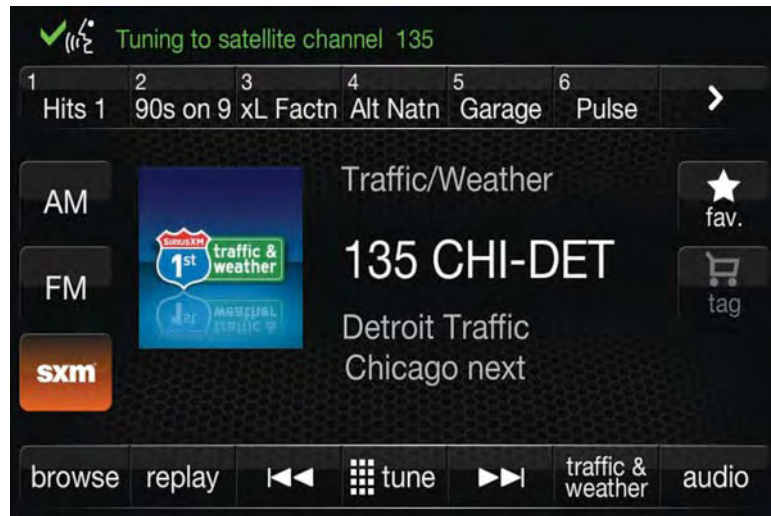 Tuning to satellite channel 135
1 2 3 4 5 6
Hits 1 90s on 9 xL Factn Alt Natn Garage Pulse
AM
FM
sxm
SIRIUSXM
1st traffic &
weather
Traffic/Weather
135 CHI-DET
Detroit Traffic
Chicago next
fav.
tag
browse replay tune traffic &
weather audio